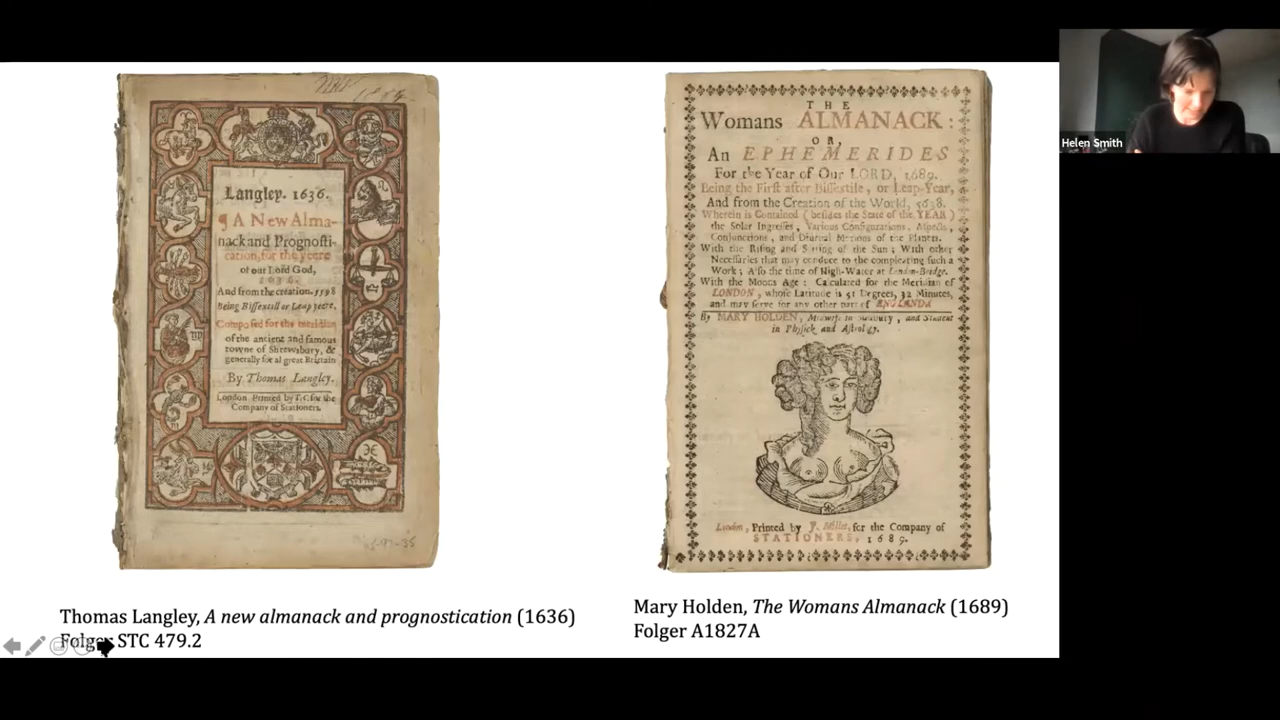 Langley. 1636.
¶ A New Alma-
nack and Prognosti-
cation, for the yeere
of our Lord God,
1636.
And from the creation. 5598
Being Bissextill or Leap yeare.
Composed for the meridian
of the ancient and famous
towne of Shrewsbury, &
generally for al great Brittain
By Thomas Langley.
London Printed by T. C. for the
Company of Stationers.
THE
Womans ALMANACK:
OR,
An EPHEMERIDES
For the Year of Our LORD, 1689.
Being the First after Bissextile, or Leap-Year,
And from the Creation of the World, 5638.
Wherein is Contained (besides the State of the YEAR)
the Solar Ingresses, Various Configurations, Aspects,
Conjunctions, and Diurnal Motions of the Planets.
With the Rising and Setting of the Sun; With other
Necessaries that may conduce to the compleating such a
Work; Also the time of High-Water at London-Bridge.
With the Moons Age: Calculated for the Meridian of
LONDON, whose Latitude is 51 Degrees, 32 Minutes,
and may serve for any other part of ENGLAND.
By MARY HOLDEN, Midwife in Sudbury, and Student
in Physick and Astrology.
London, Printed by J. Millet, for the Company of
STATIONERS, 1689.
Thomas Langley, A new almanack and prognostication (1636)
Folger STC 479.2
Mary Holden, The Womans Almanack (1689)
Folger A1827A
Helen Smith